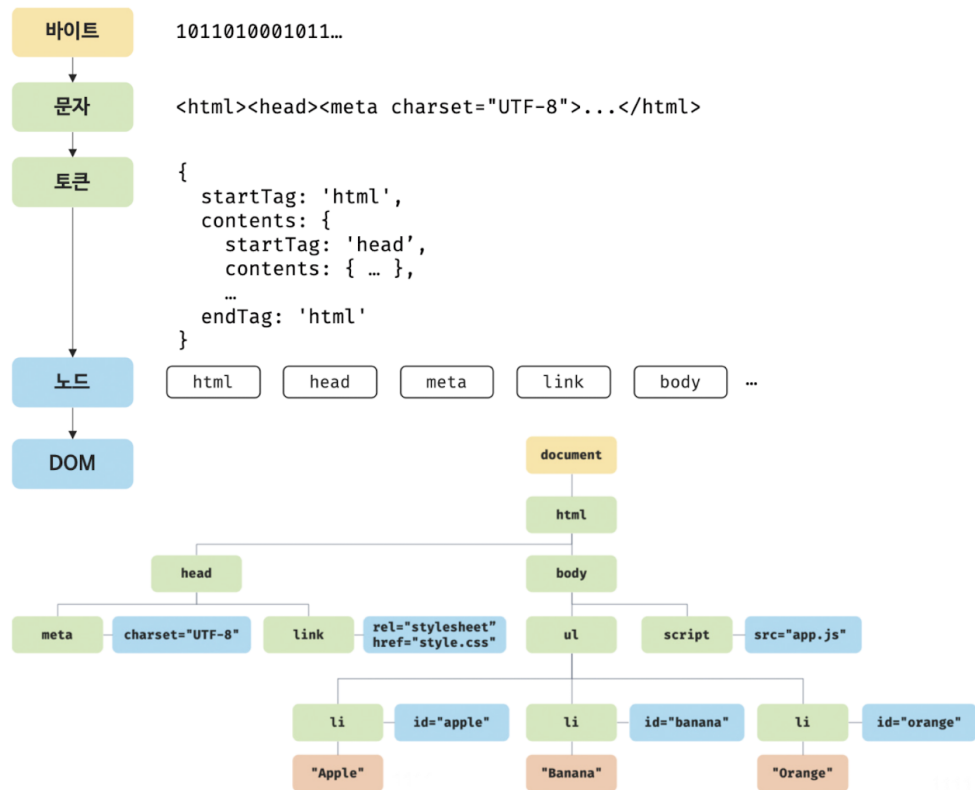 바이트
1011010001011…
문자
<html><head><meta charset="UTF-8">...</html>
토큰
{
startTag: 'html',
contents: {
startTag: 'head’,
contents: { … },
…
endTag: 'html'
}
노드
html head meta link body …
DOM
document
html
head body
meta charset="UTF-8" link rel="stylesheet”
href="style.css"
ul script src="app.js"
li id="apple" li id="banana" li id="orange"
"Apple" "Banana" "Orange"